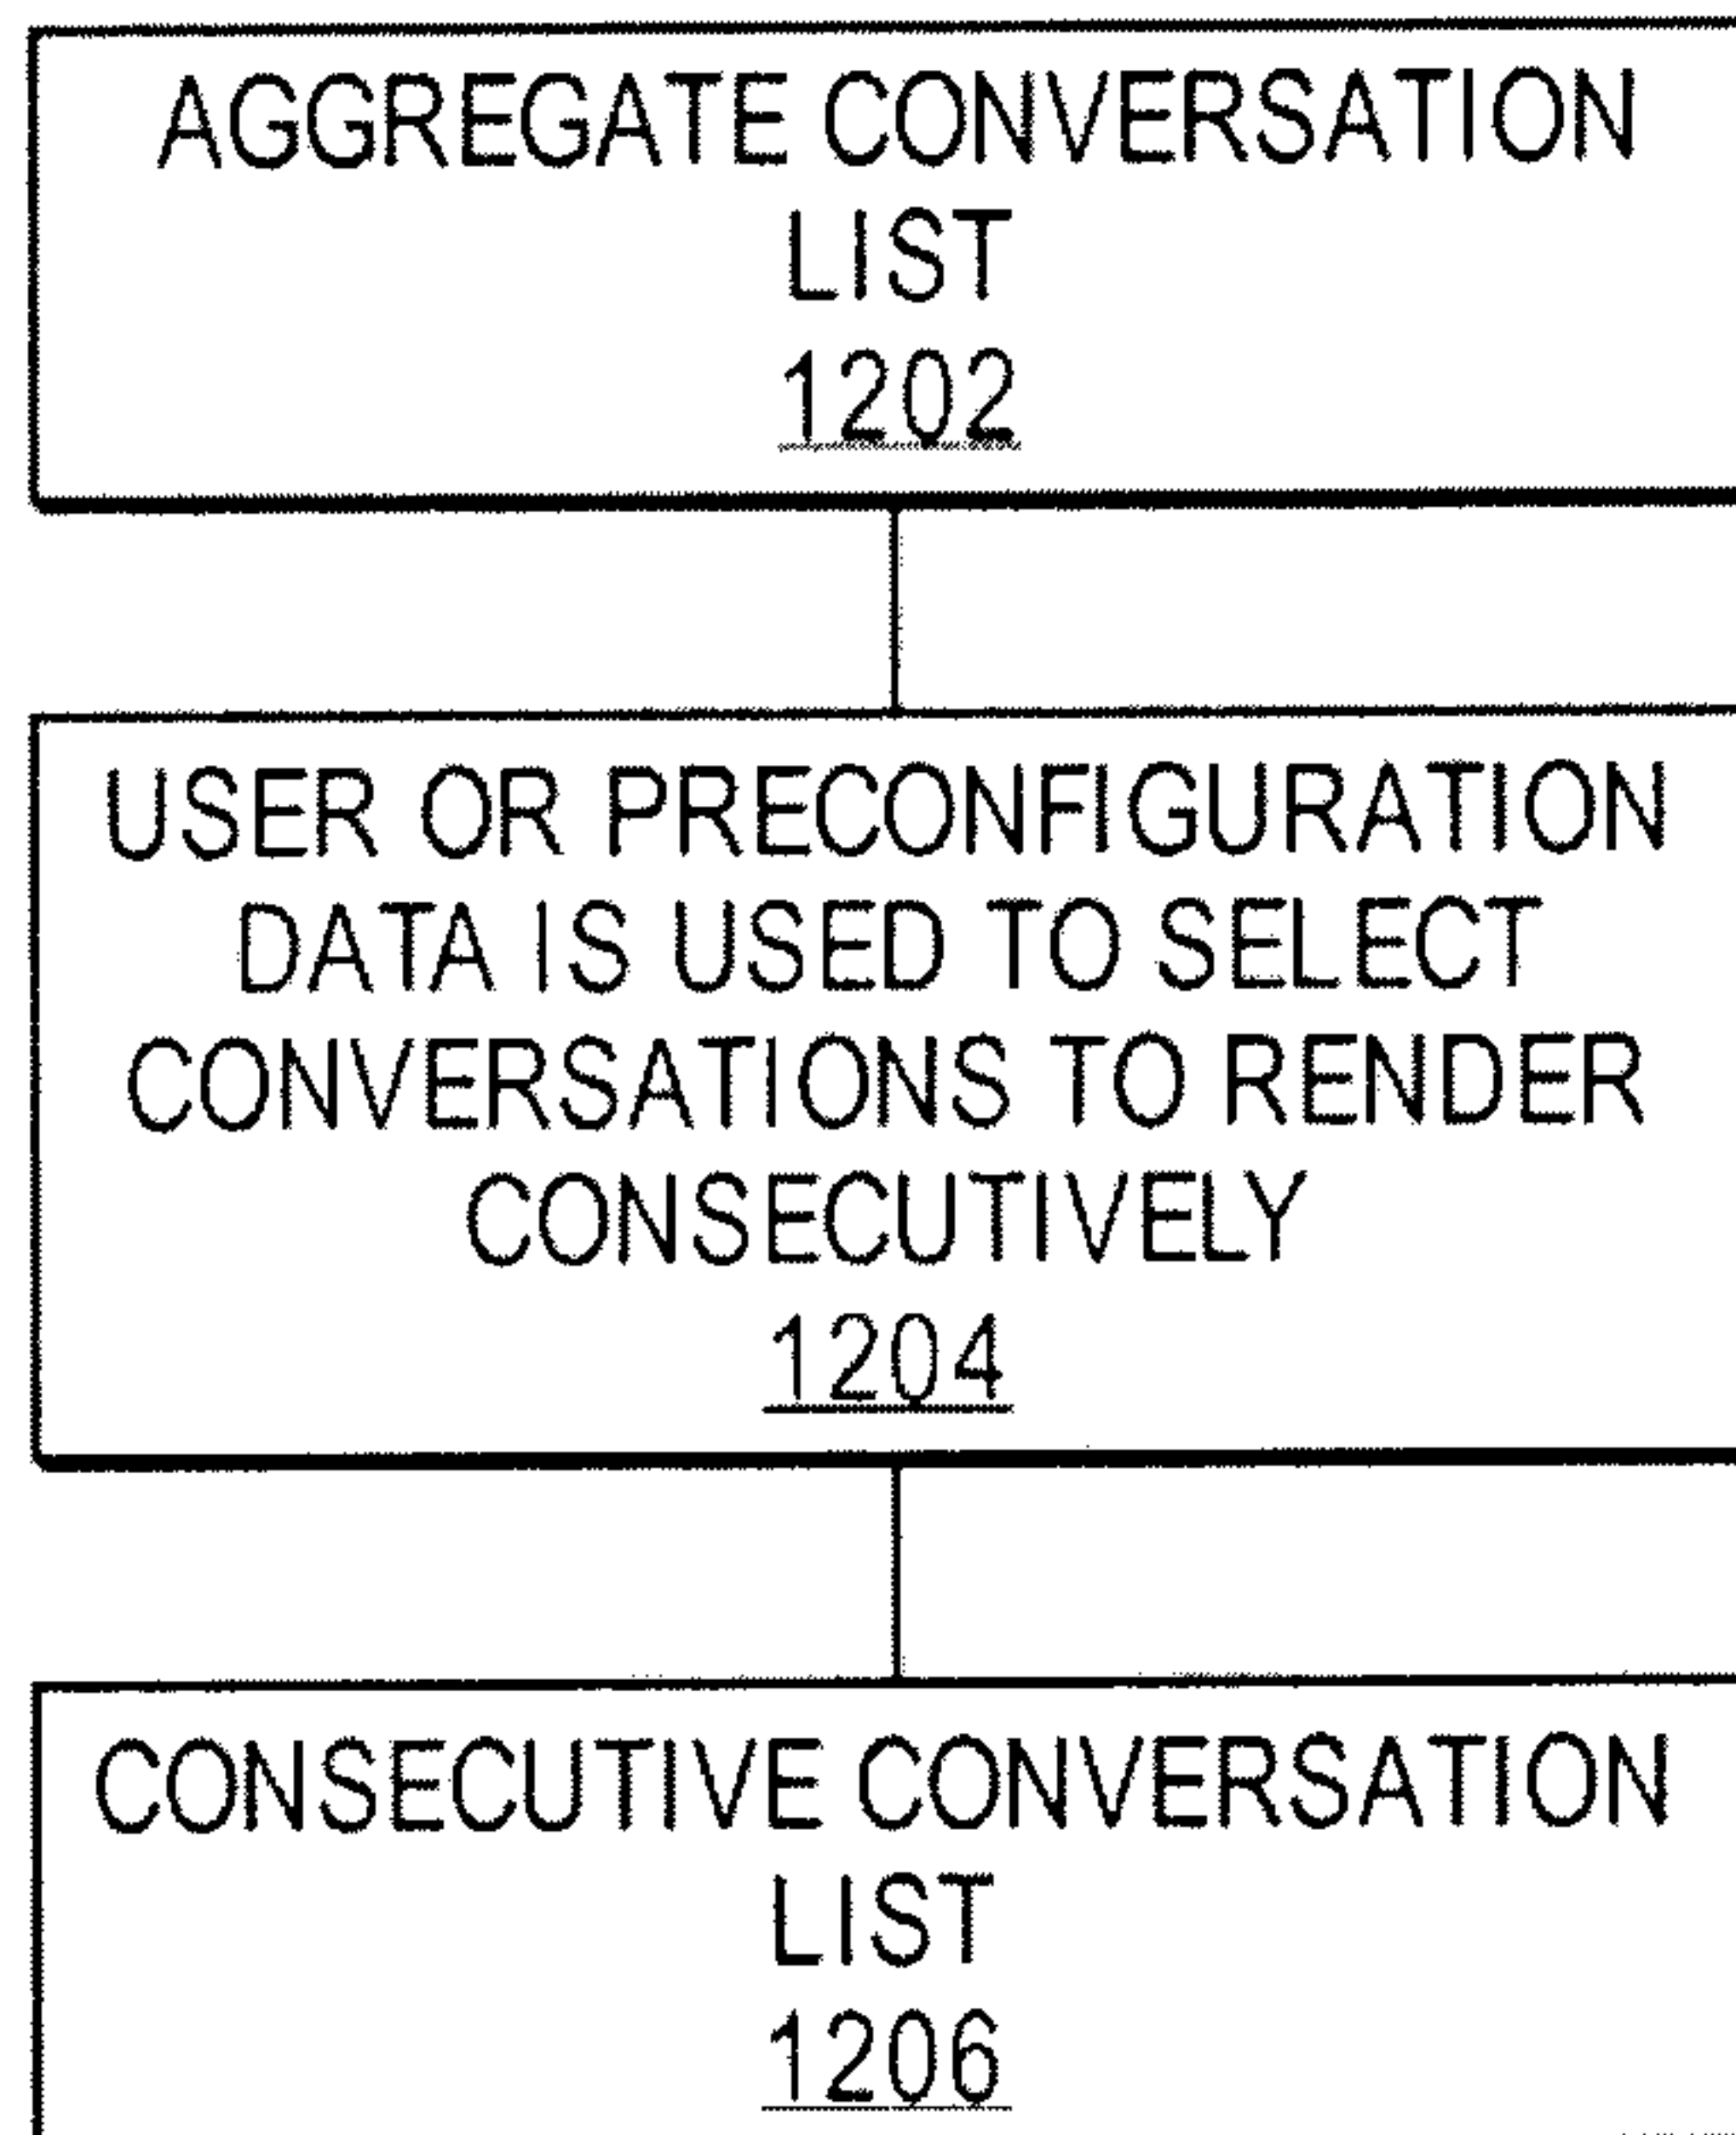 AGGREGATE CONVERSATION
LIST
1202
USER OR PRECONFIGURATION
DATA IS USED TO SELECT
CONVERSATIONS TO RENDER
CONSECUTIVELY
1204
CONSECUTIVE CONVERSATION
LIST
1206